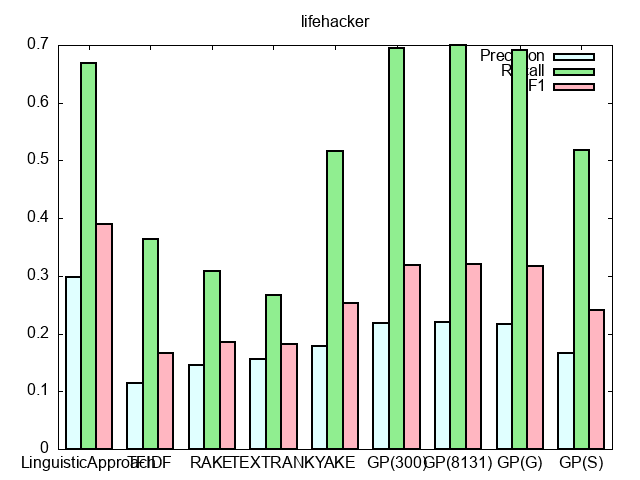 lifehacker
Precision
Recall
F1
0.7
0.6
0.5
0.4
0.3
0.2
0.1
0
LinguisticApproach TFIDF RAKE TEXTRANK YAKE GP(300) GP(8131) GP(G) GP(S)